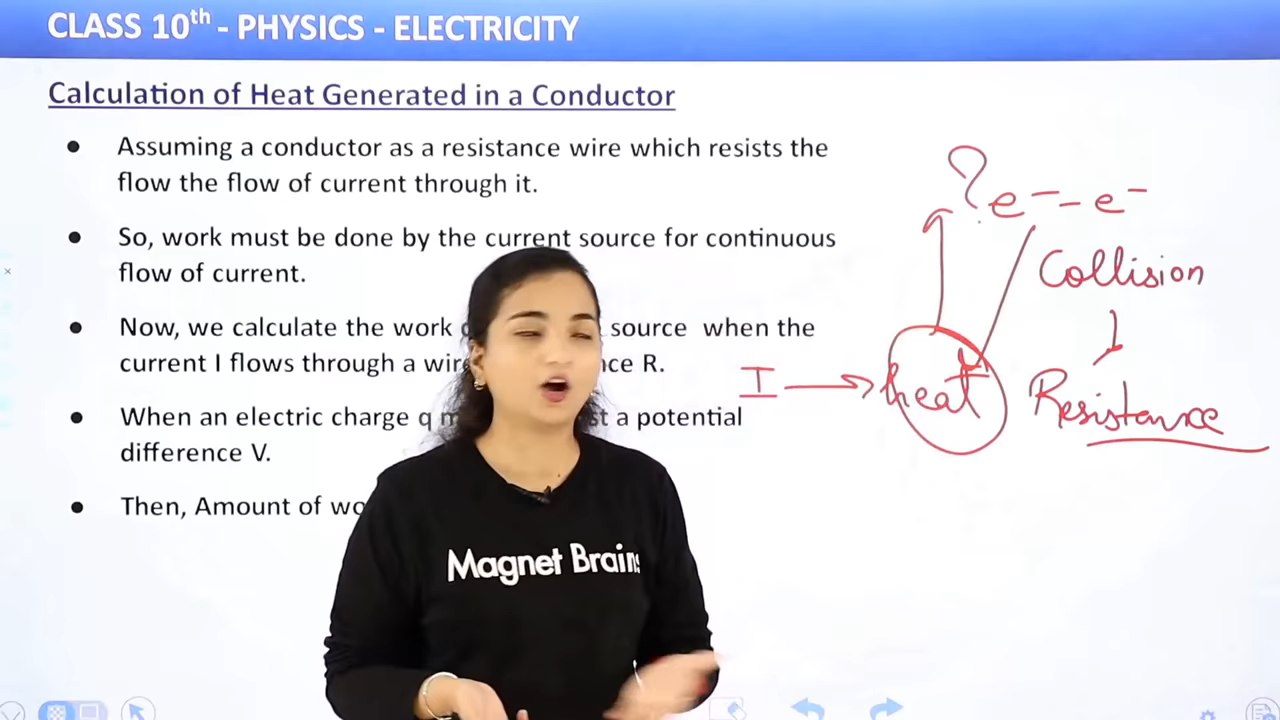 CLASS 10th - PHYSICS - ELECTRICITY
Calculation of Heat Generated in a Conductor
Assuming a conductor as a resistance wire which resists the
flow the flow of current through it.
So, work must be done by the current source for continuous
flow of current.
Now, we calculate the work source when the
current I flows through a R.
When an electric charge q a potential
difference V.
Then, Amount of
? e⁻ - e⁻
Collision
I → heat
Resistance
Magnet Brains